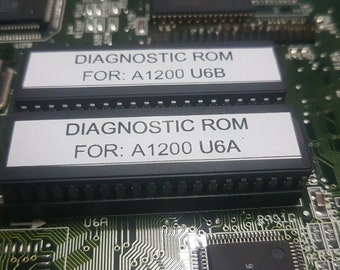 DIAGNOSTIC ROM
FOR: A1200 U6B
DIAGNOSTIC ROM
FOR: A1200 U6A
U6A